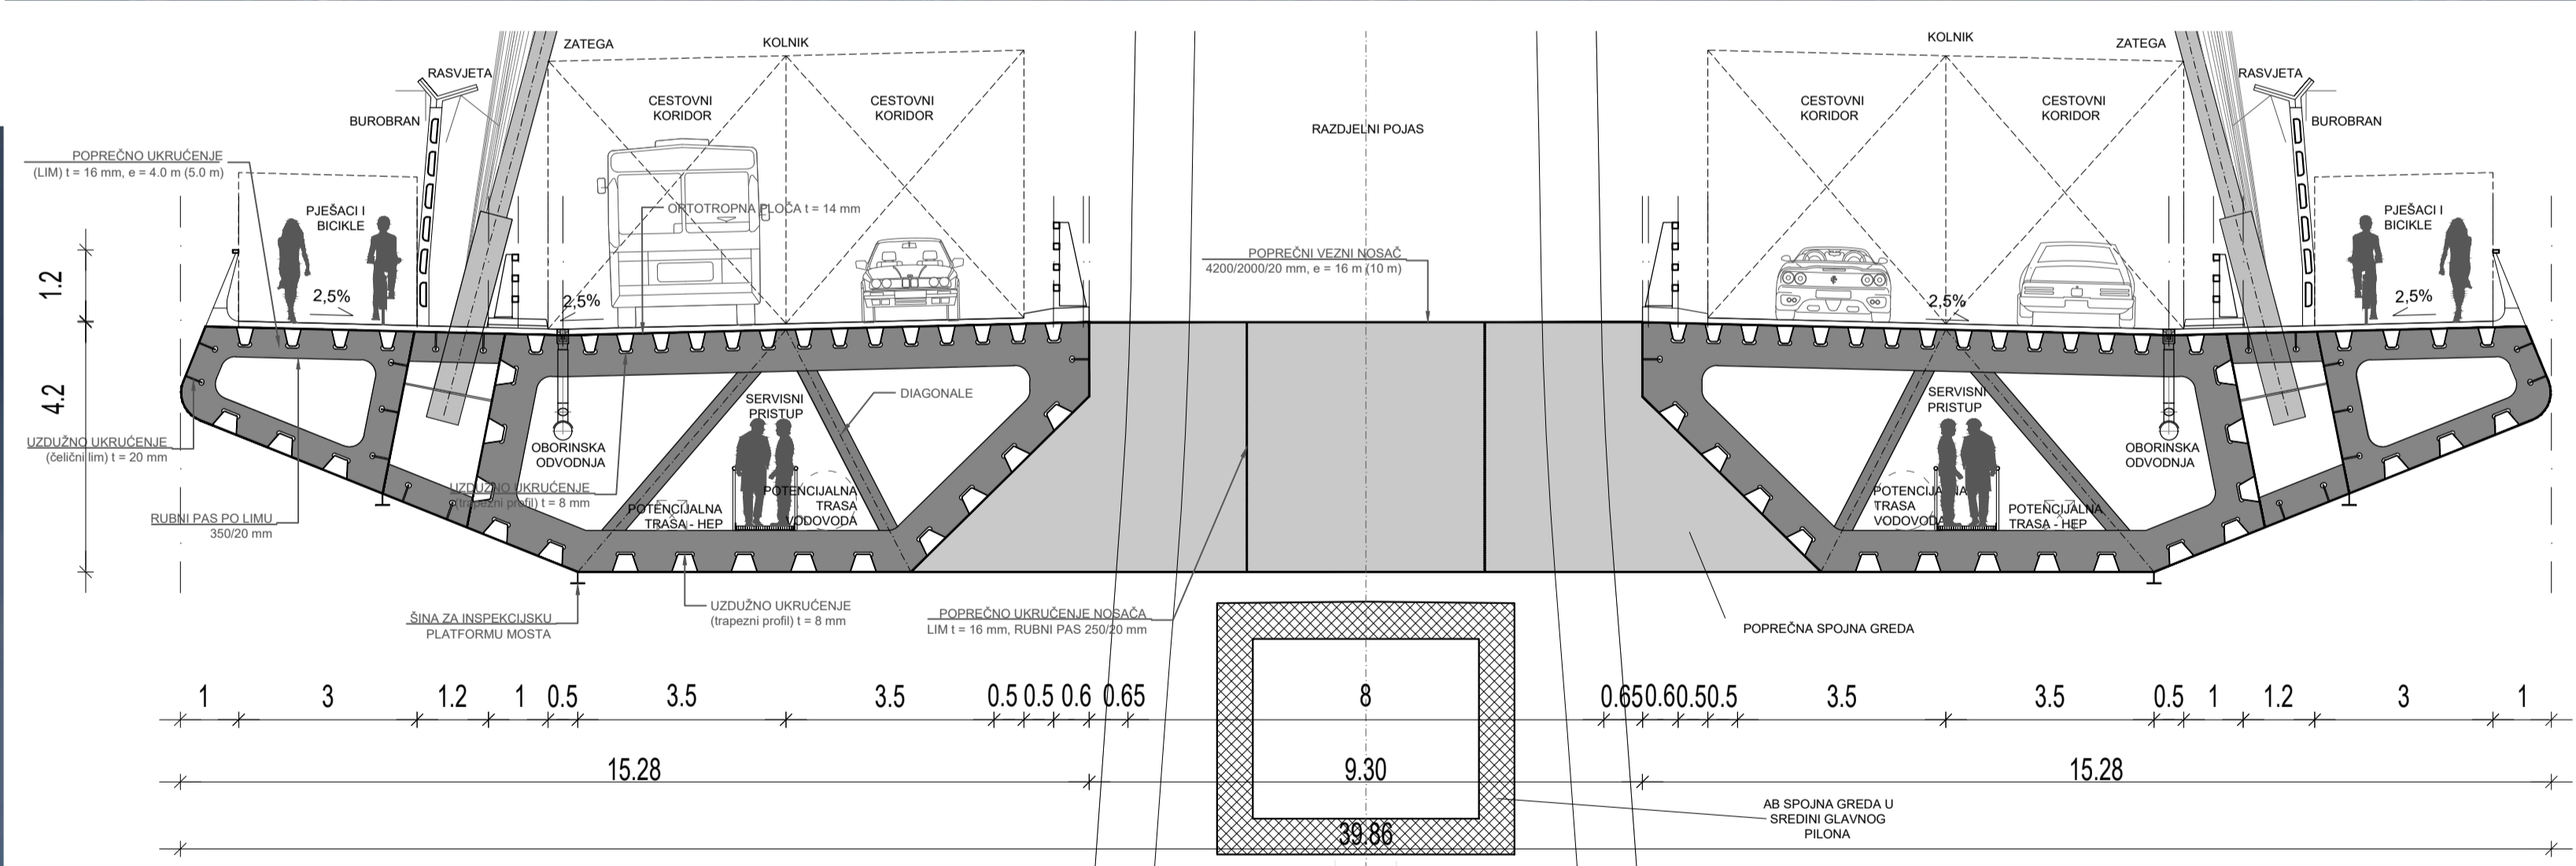 ZATEGA
KOLNIK
KOLNIK
ZATEGA
RASVJETA
RASVJETA
CESTOVNI
KORIDOR
CESTOVNI
KORIDOR
CESTOVNI
KORIDOR
CESTOVNI
KORIDOR
BUROBRAN
BUROBRAN
RAZDJELNI POJAS
POPREČNO UKRUĆENJE
(LIM) t = 16 mm, e = 4.0 m (5.0 m)
PJEŠACI I
BICIKLE
ORTOTROPNA PLOČA t = 14 mm
PJEŠACI I
BICIKLE
POPREČNI VEZNI NOSAČ
4200/2000/20 mm, e = 16 m (10 m)
1.2
2,5%
2,5%
2,5%
2,5%
4.2
DIAGONALE
SERVISNI
PRISTUP
SERVISNI
PRISTUP
UZDUŽNO UKRUĆENJE
(čelični lim) t = 20 mm
OBORINSKA
ODVODNJA
OBORINSKA
ODVODNJA
UZDUŽNO UKRUĆENJE
(trapezni profil) t = 8 mm
POTENCIJALNA
TRASA
VODOVODA
POTENCIJALNA
TRASA - HEP
POTENCIJALNA
TRASA
VODOVODA
POTENCIJALNA
TRASA - HEP
RUBNI PAS PO LIMU
350/20 mm
ŠINA ZA INSPEKCIJSKU
PLATFORMU MOSTA
UZDUŽNO UKRUĆENJE
(trapezni profil) t = 8 mm
POPREČNO UKRUČENJE NOSAČA
LIM t = 16 mm, RUBNI PAS 250/20 mm
POPREČNA SPOJNA GREDA
1 3 1.2 1 0.5 3.5 3.5 0.5 0.5 0.6 0.65 8 0.65 0.6 0.5 0.5 3.5 3.5 0.5 1 1.2 3 1
15.28 9.30 15.28
AB SPOJNA GREDA U
SREDINI GLAVNOG
PILONA
39.86